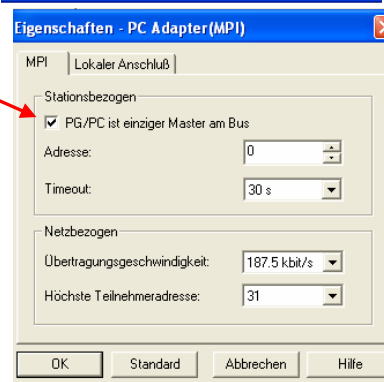 Eigenschaften - PC Adapter(MPI)
MPI
Lokaler Anschluß
Stationsbezogen
PG/PC ist einziger Master am Bus
Adresse: 0
Timeout: 30 s
Netzbezogen
Übertragungsgeschwindigkeit: 187.5 kbit/s
Höchste Teilnehmeradresse: 31
OK Standard Abbrechen Hilfe